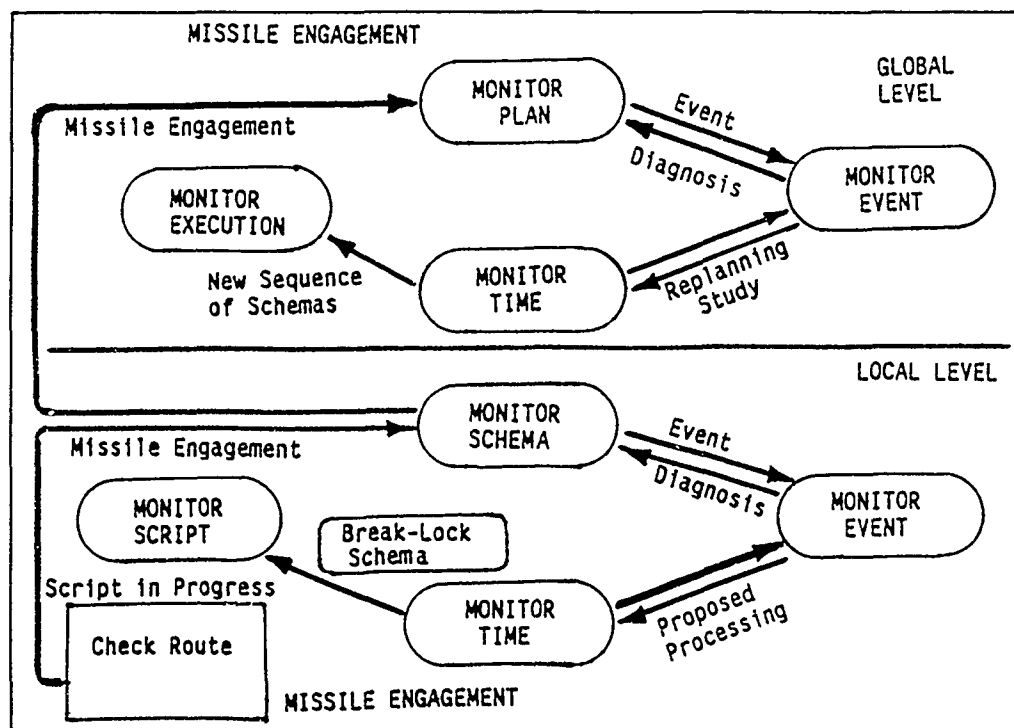 MISSILE ENGAGEMENT
GLOBAL
LEVEL
MONITOR
PLAN
Missile Engagement
Event
Diagnosis
MONITOR
EVENT
MONITOR
EXECUTION
New Sequence
of Schemas
MONITOR
TIME
Replanning
Study
LOCAL LEVEL
MONITOR
SCHEMA
Missile Engagement
Event
Diagnosis
MONITOR
EVENT
MONITOR
SCRIPT
Break-Lock
Schema
Script in Progress
MONITOR
TIME
Proposed
Processing
Check Route
MISSILE ENGAGEMENT